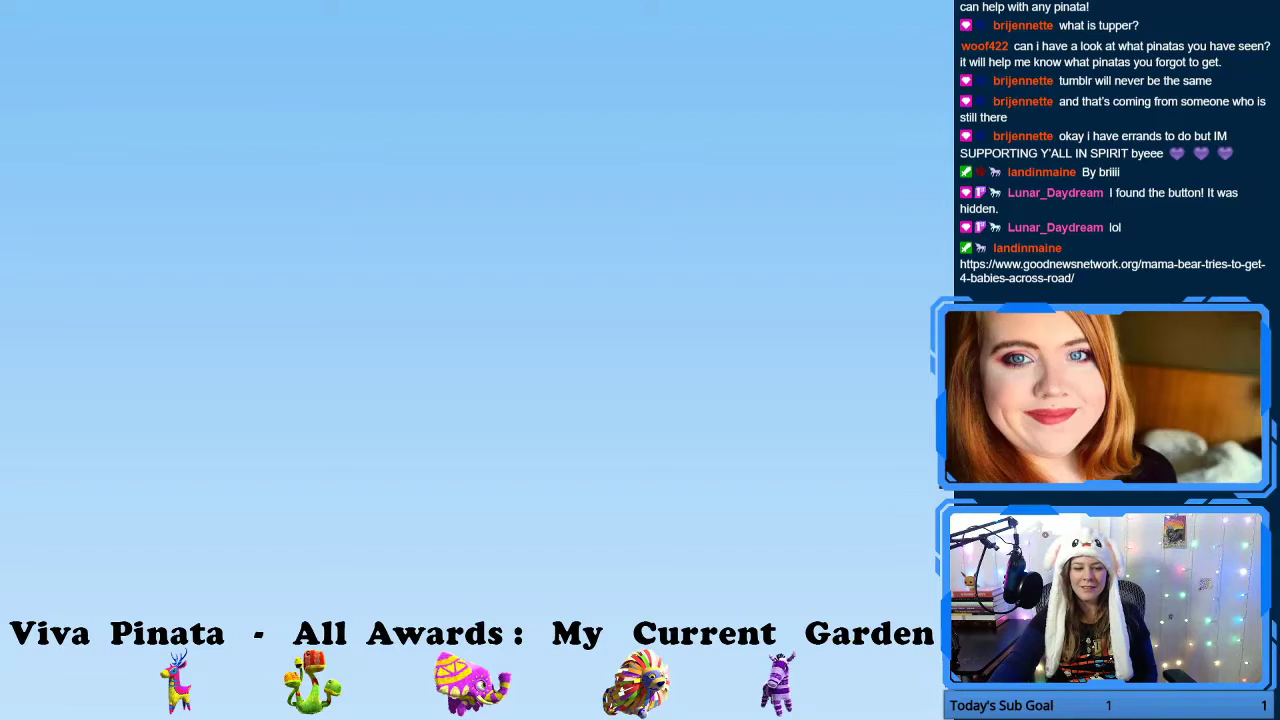 can help with any pinata!
brijennette what is tupper?
woof422 can i have a look at what pinatas you have seen?
it will help me know what pinatas you forgot to get.
brijennette tumblr will never be the same
brijennette and that's coming from someone who is
still there
brijennette okay i have errands to do but IM
SUPPORTING Y'ALL IN SPIRIT byeee
landinmaine By briiii
Lunar_Daydream I found the button! It was
hidden.
Lunar_Daydream lol
landinmaine
https://www.goodnewsnetwork.org/mama-bear-tries-to-get-
4-babies-across-road/
Viva Pinata - All Awards: My Current Garden
Today's Sub Goal 1 1